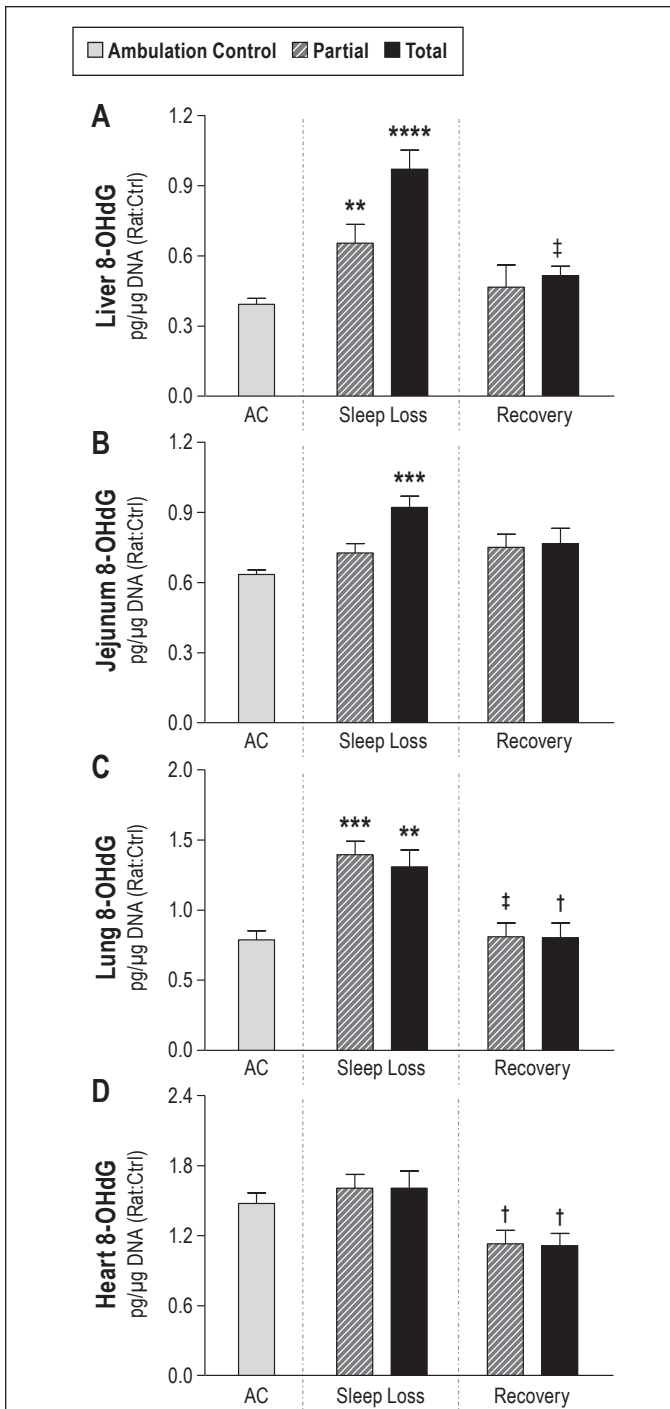 Ambulation Control Partial Total
A
Liver 8-OHdG
pg/µg DNA (Rat:Ctrl)
1.2
0.9
0.6
0.3
0.0
**
****
‡
AC Sleep Loss Recovery
B
Jejunum 8-OHdG
pg/µg DNA (Rat:Ctrl)
1.2
0.9
0.6
0.3
0.0
***
AC Sleep Loss Recovery
C
Lung 8-OHdG
pg/µg DNA (Rat:Ctrl)
2.0
1.5
1.0
0.5
0.0
***
**
‡
†
AC Sleep Loss Recovery
D
Heart 8-OHdG
pg/µg DNA (Rat:Ctrl)
2.4
1.8
1.2
0.6
0.0
†
†
AC Sleep Loss Recovery